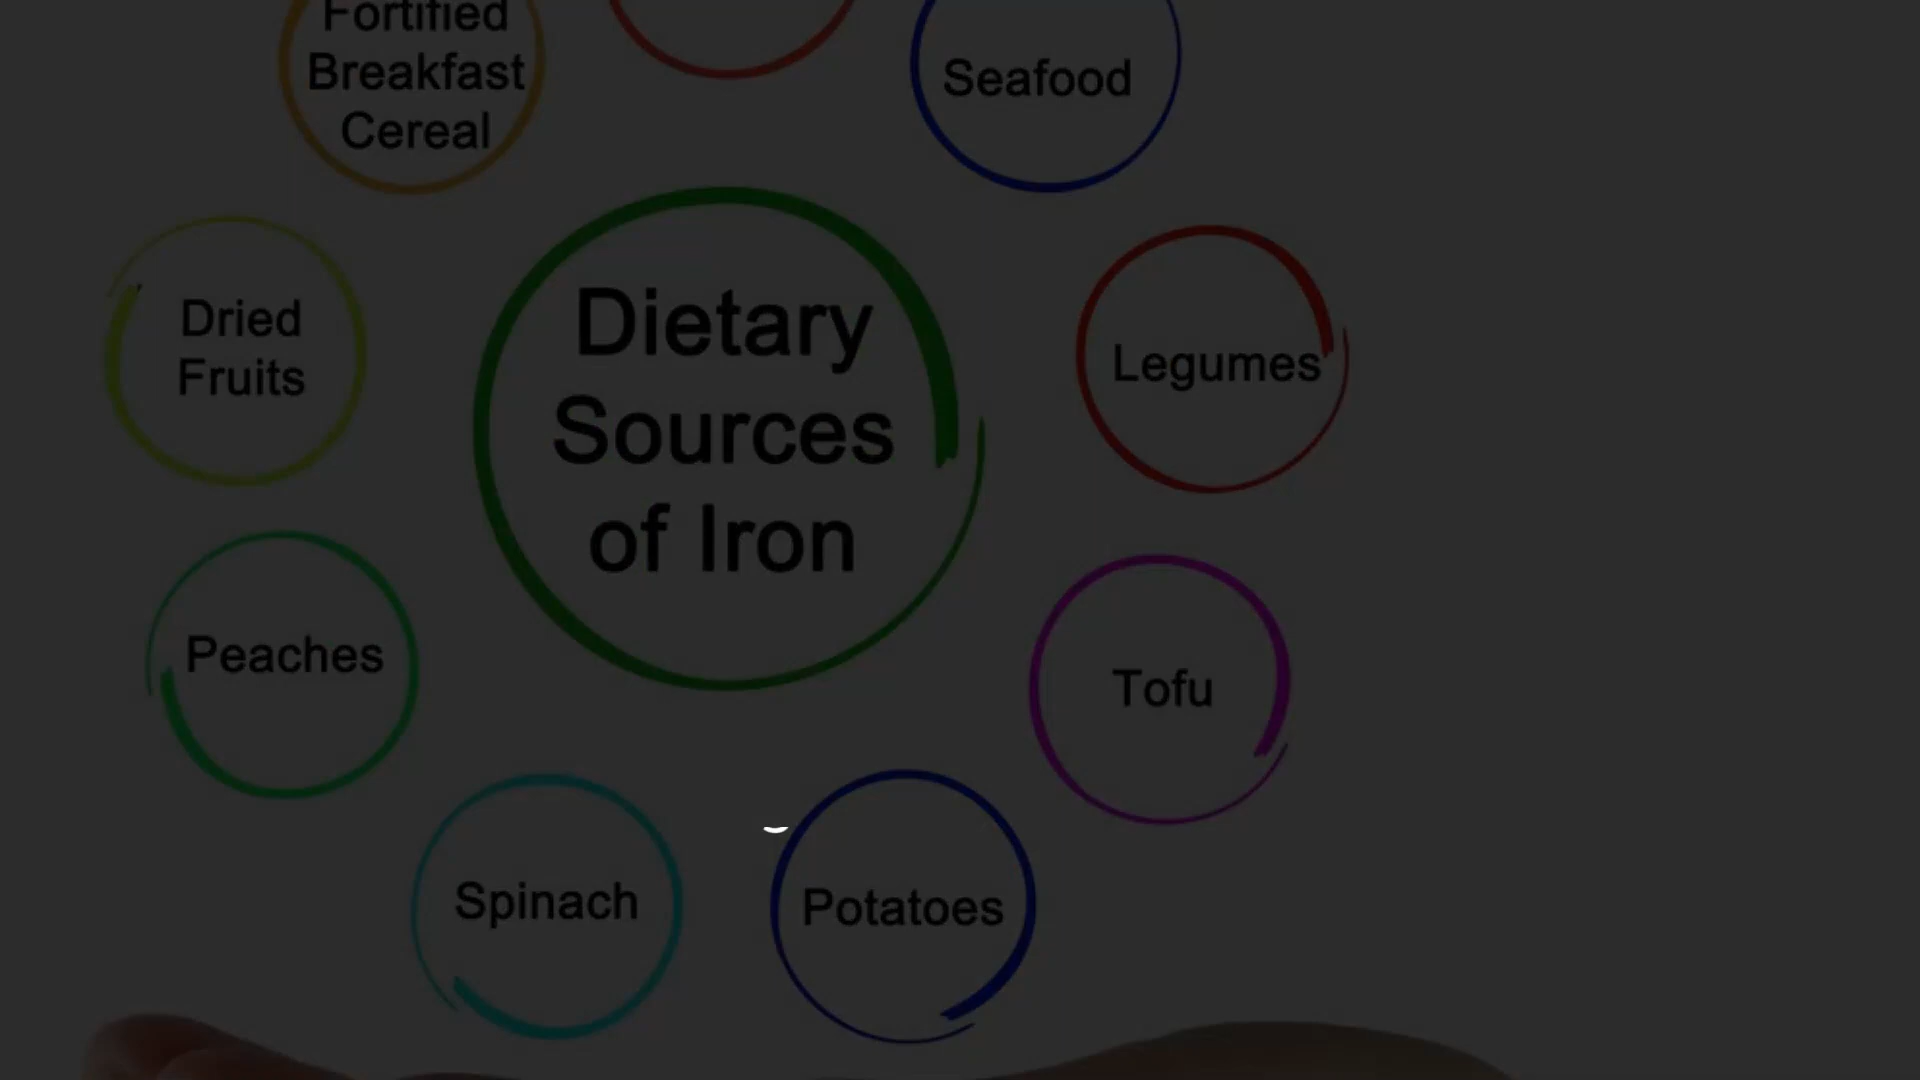 Fortified
Breakfast
Cereal
Seafood
Dried
Fruits
Dietary
Sources
of Iron
Legumes
Peaches
Tofu
Spinach
Potatoes